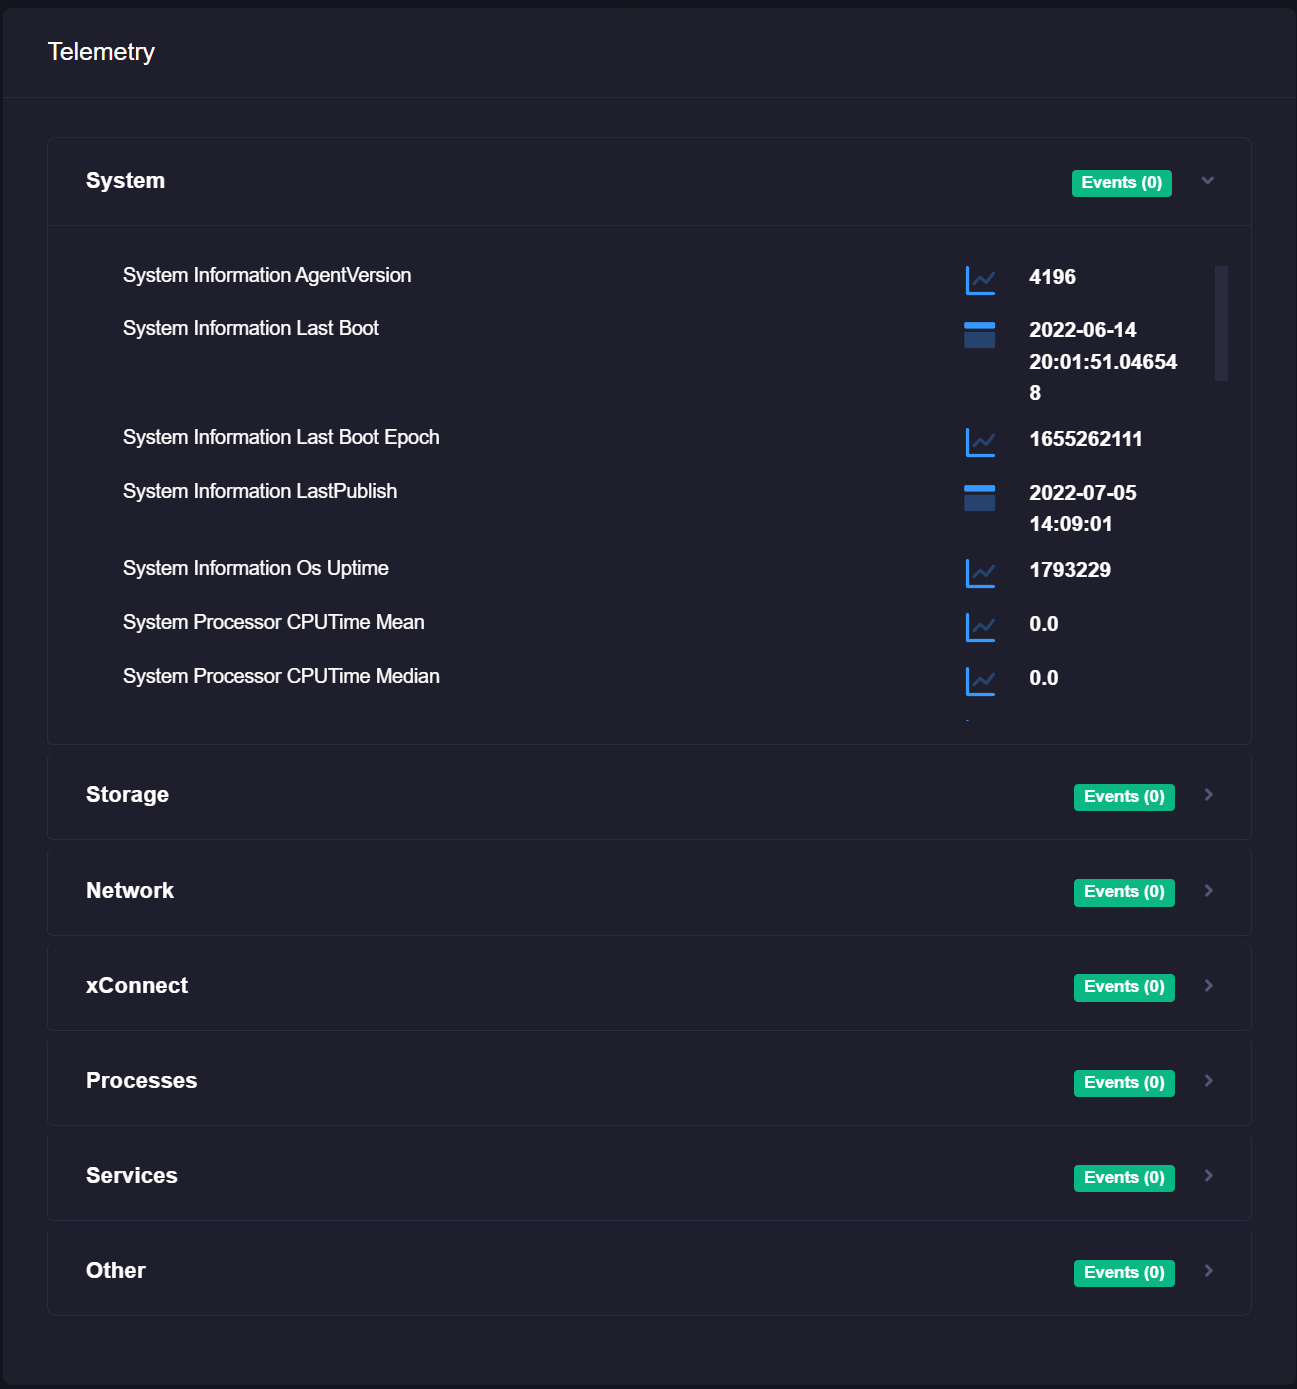 Telemetry
System Events (0)
System Information AgentVersion 4196
System Information Last Boot 2022-06-14
20:01:51.04654
8
System Information Last Boot Epoch 1655262111
System Information LastPublish 2022-07-05
14:09:01
System Information Os Uptime 1793229
System Processor CPUTime Mean 0.0
System Processor CPUTime Median 0.0
Storage Events (0)
Network Events (0)
xConnect Events (0)
Processes Events (0)
Services Events (0)
Other Events (0)